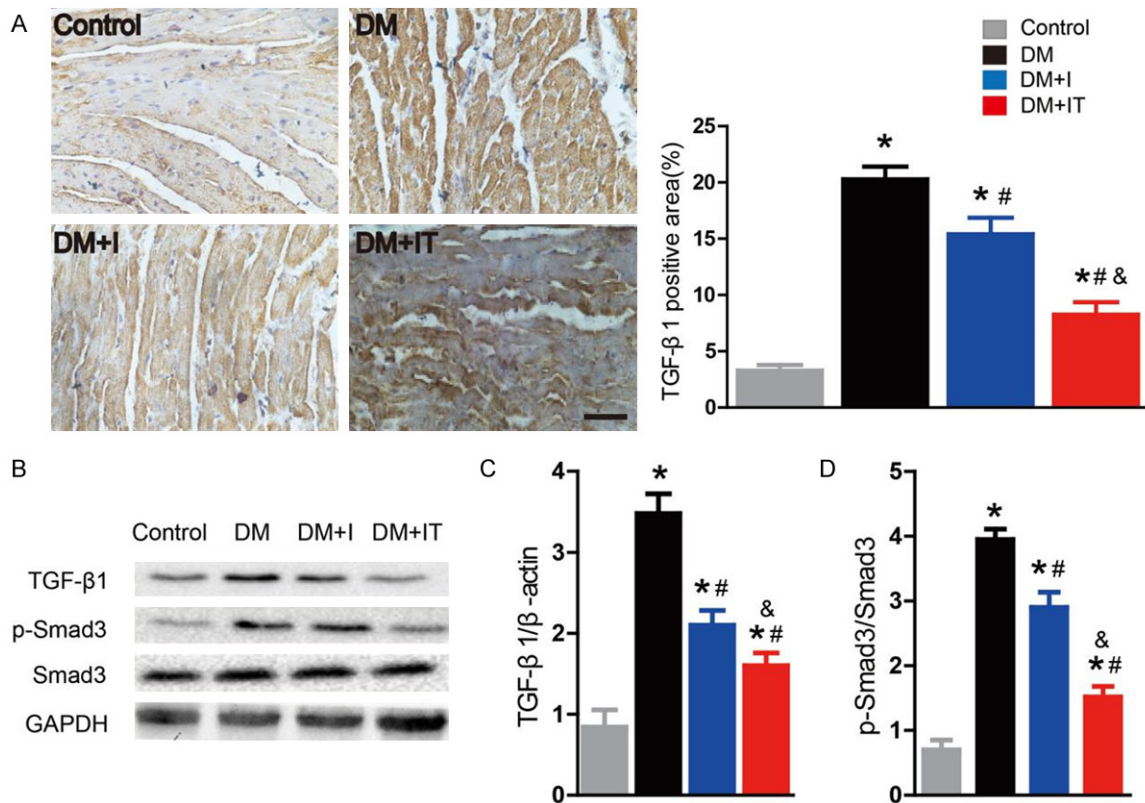 A
Control
DM
DM+I
DM+IT
Control
DM
DM+I
DM+IT
TGF-β 1 positive area(%)
25
20
15
10
5
0
*
* #
*# &
B
Control DM DM+I DM+IT
TGF-β1
p-Smad3
Smad3
GAPDH
C
TGF-β 1/β -actin
4
3
2
1
0
*
*#
&
*#
D
p-Smad3/Smad3
5
4
3
2
1
0
*
*#
&
*#